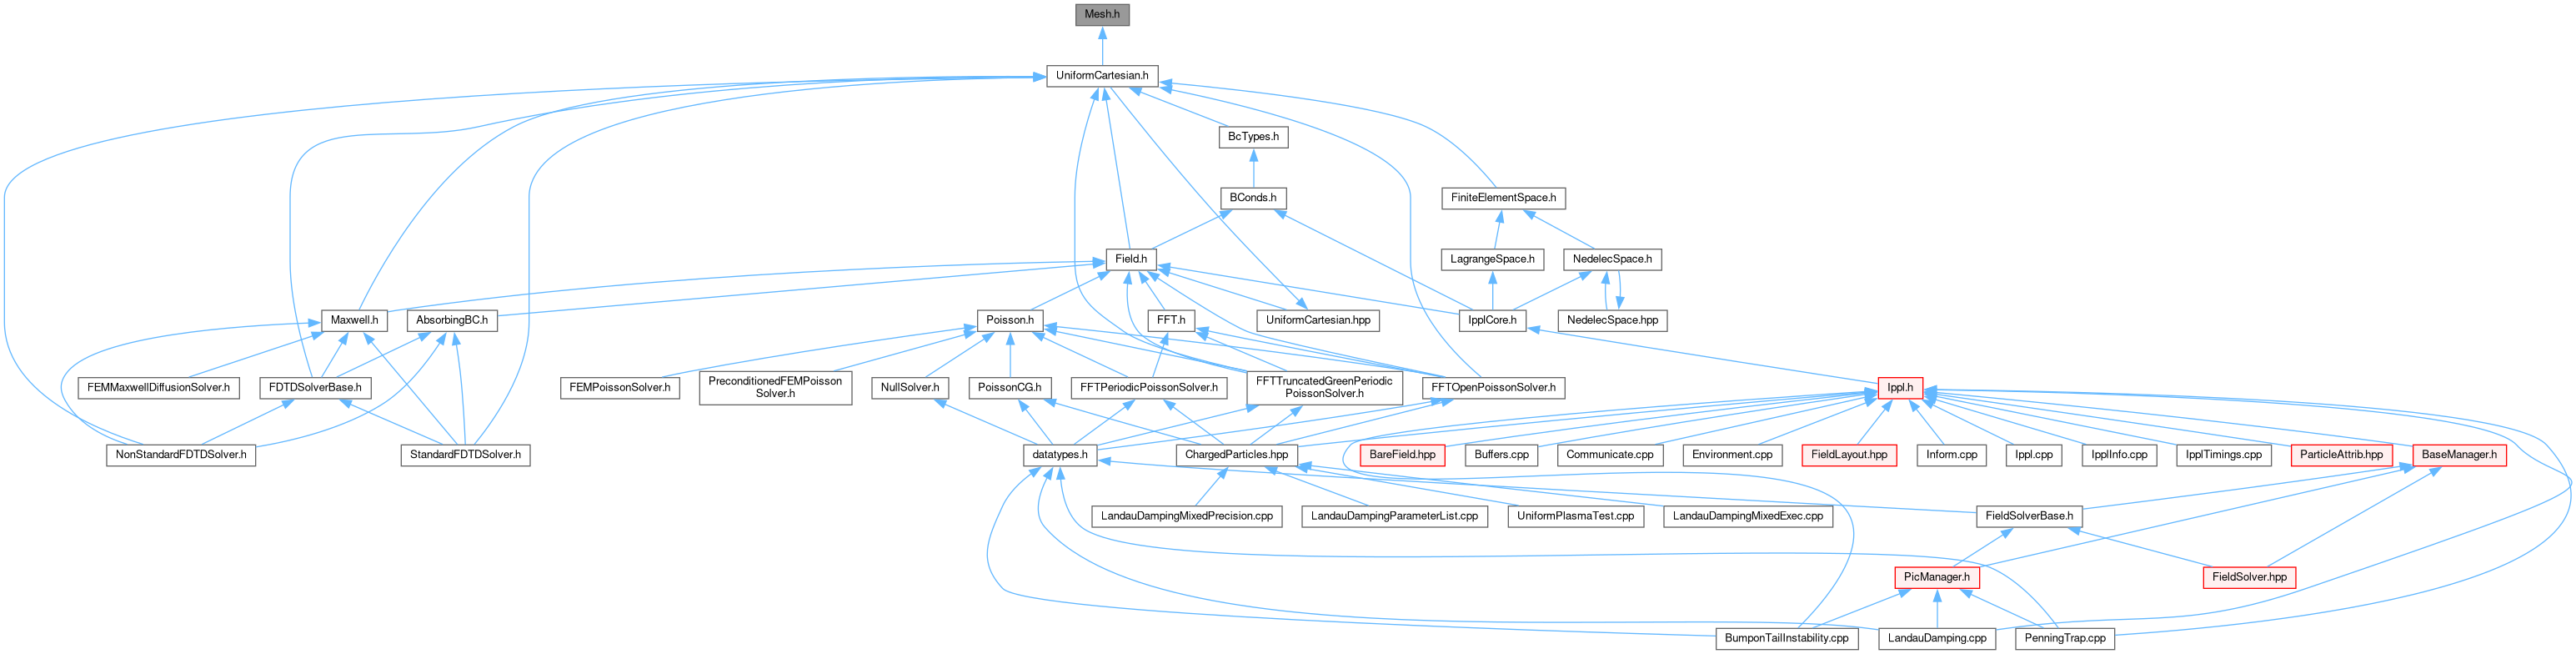 Mesh.h
UniformCartesian.h
BcTypes.h
BConds.h
FiniteElementSpace.h
Field.h
LagrangeSpace.h
NedelecSpace.h
Maxwell.h
AbsorbingBC.h
Poisson.h
FFT.h
UniformCartesian.hpp
IpplCore.h
NedelecSpace.hpp
FEMMaxwellDiffusionSolver.h
FDTDSolverBase.h
FEMPoissonSolver.h
PreconditionedFEMPoisson
Solver.h
NullSolver.h
PoissonCG.h
FFTPeriodicPoissonSolver.h
FFTTruncatedGreenPeriodic
PoissonSolver.h
FFTOpenPoissonSolver.h
Ippl.h
NonStandardFDTDSolver.h
StandardFDTDSolver.h
datatypes.h
ChargedParticles.hpp
BareField.hpp
Buffers.cpp
Communicate.cpp
Environment.cpp
FieldLayout.hpp
Inform.cpp
Ippl.cpp
IpplInfo.cpp
IpplTimings.cpp
ParticleAttrib.hpp
BaseManager.h
LandauDampingMixedPrecision.cpp
LandauDampingParameterList.cpp
UniformPlasmaTest.cpp
LandauDampingMixedExec.cpp
FieldSolverBase.h
PicManager.h
FieldSolver.hpp
BumponTailInstability.cpp
LandauDamping.cpp
PenningTrap.cpp